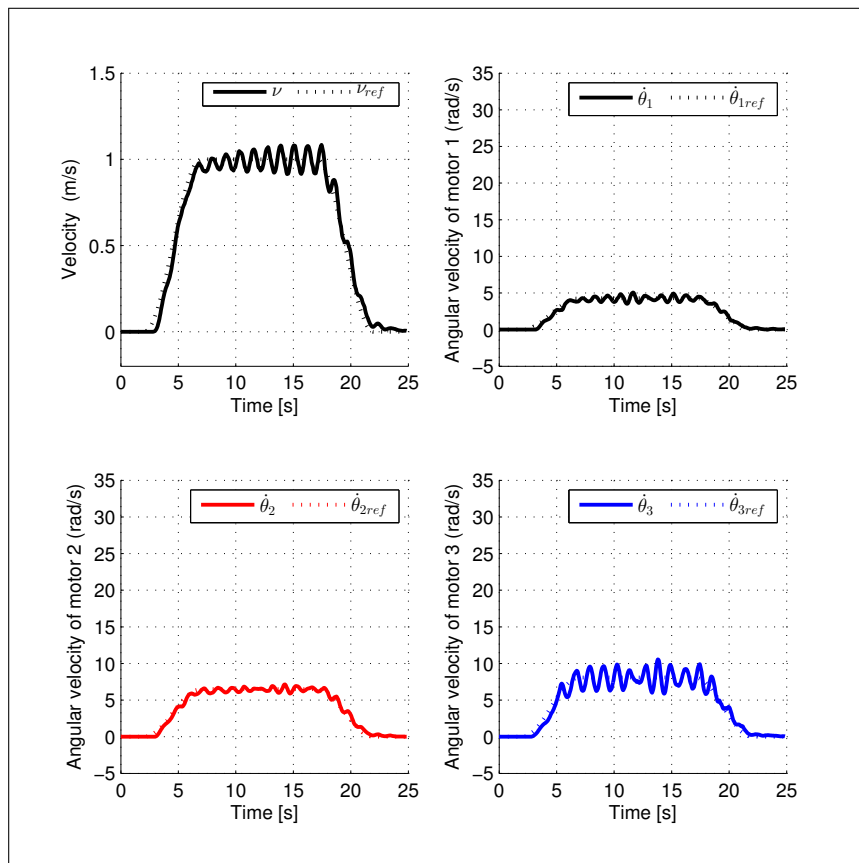 1.5
1
0.5
0
0 5 10 15 20 25
Velocity (m/s)
Time [s]
ν ν_ref
35
30
25
20
15
10
5
0
−5
0 5 10 15 20 25
Angular velocity of motor 1 (rad/s)
Time [s]
θ̇_1 θ̇_1ref
35
30
25
20
15
10
5
0
−5
0 5 10 15 20 25
Angular velocity of motor 2 (rad/s)
Time [s]
θ̇_2 θ̇_2ref
35
30
25
20
15
10
5
0
−5
0 5 10 15 20 25
Angular velocity of motor 3 (rad/s)
Time [s]
θ̇_3 θ̇_3ref